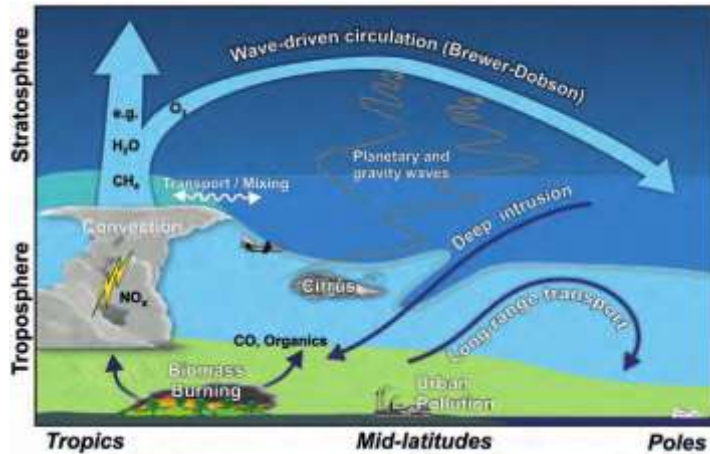 Stratosphere
Troposphere
Wave-driven circulation (Brewer-Dobson)
e.g.
O₃
H₂O
CH₄
Planetary and
gravity waves
Transport / Mixing
Convection
Deep intrusion
NOₓ
Cirrus
Long-range transport
CO, Organics
Biomass
Burning
Urban
Pollution
Tropics
Mid-latitudes
Poles